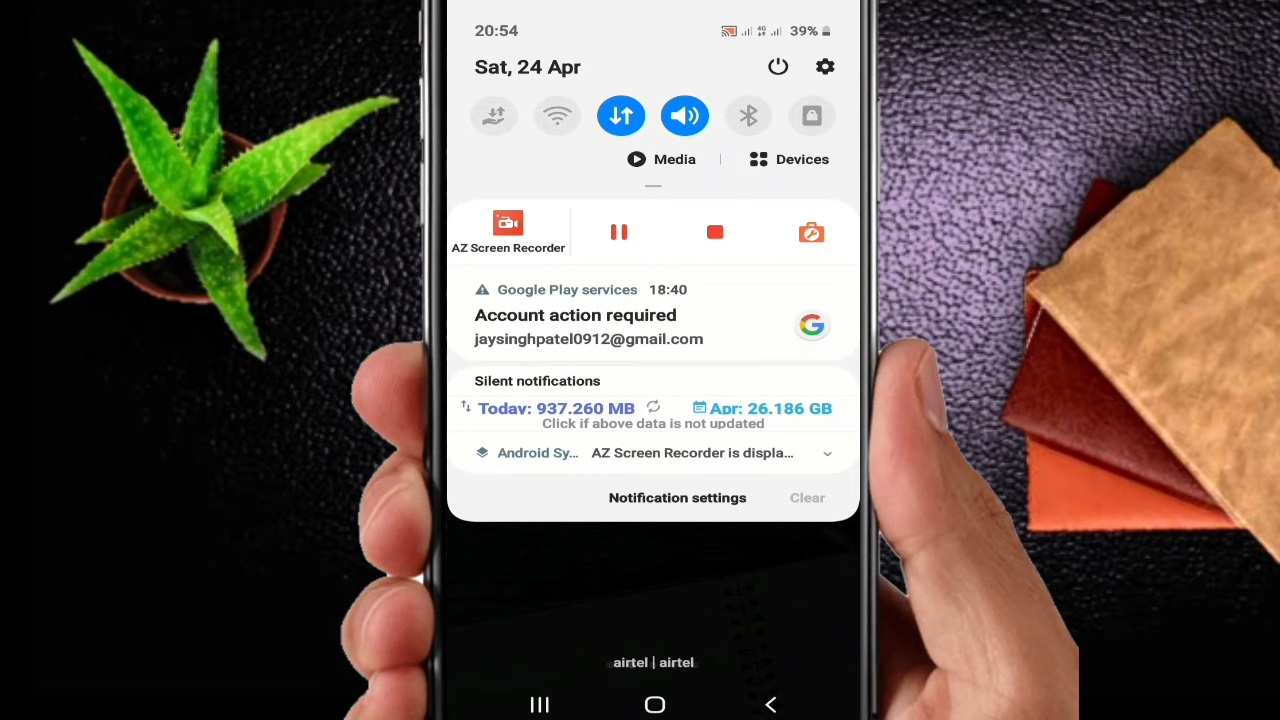 20:54
4G 39%
Sat, 24 Apr
Media
Devices
AZ Screen Recorder
Google Play services 18:40
Account action required
jaysinghpatel0912@gmail.com
Silent notifications
Today: 937.260 MB
Apr: 26.186 GB
Click if above data is not updated
Android Sy... AZ Screen Recorder is displa...
Notification settings
Clear
airtel | airtel